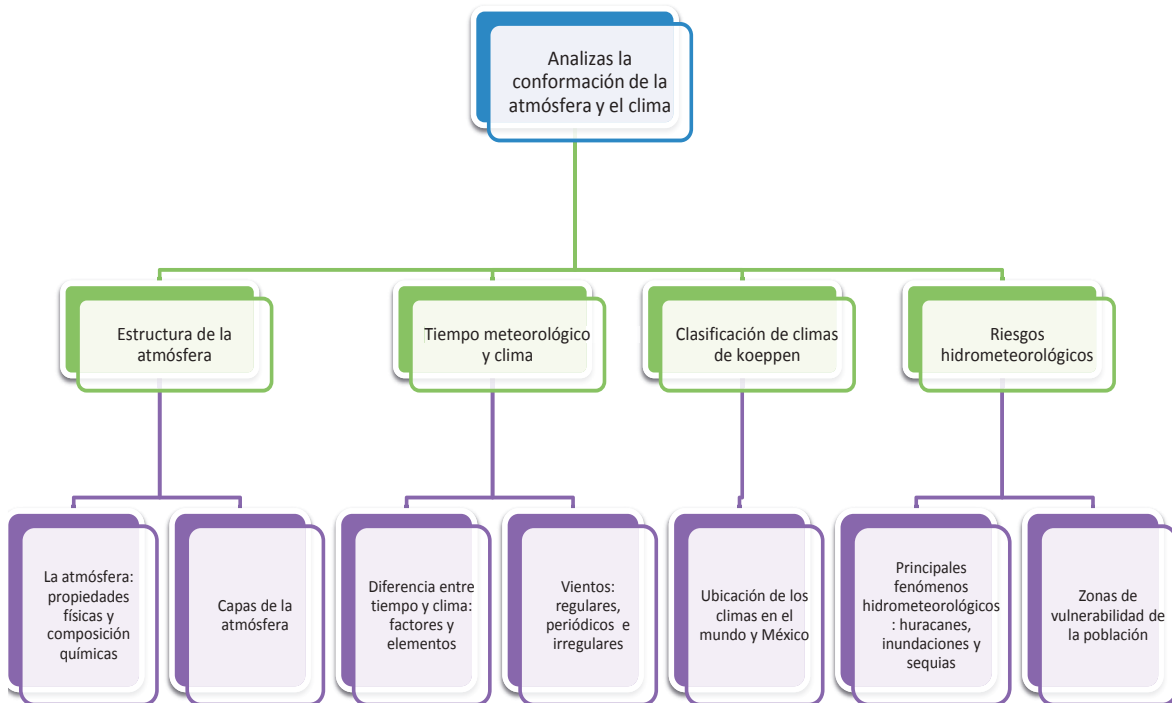 Analizas la
conformación de la
atmósfera y el clima
Estructura de la
atmósfera
Tiempo meteorológico
y clima
Clasificación de climas
de koeppen
Riesgos
hidrometeorológicos
La atmósfera:
propiedades
físicas y
composición
químicas
Capas de la
atmósfera
Diferencia entre
tiempo y clima:
factores y
elementos
Vientos:
regulares,
periódicos e
irregulares
Ubicación de los
climas en el
mundo y México
Principales
fenómenos
hidrometeorológicos
: huracanes,
inundaciones y
sequias
Zonas de
vulnerabilidad de
la población